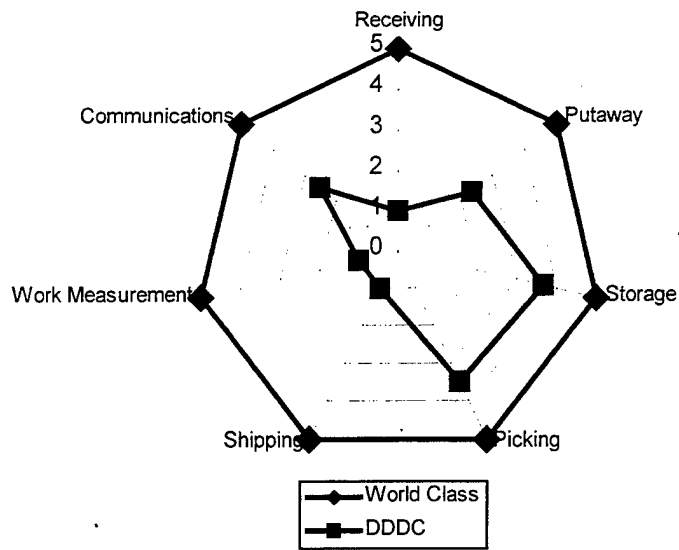 Receiving
5
4
3
2
1
0
Communications
Putaway
Work Measurement
Storage
Shipping
Picking
World Class
DDDC